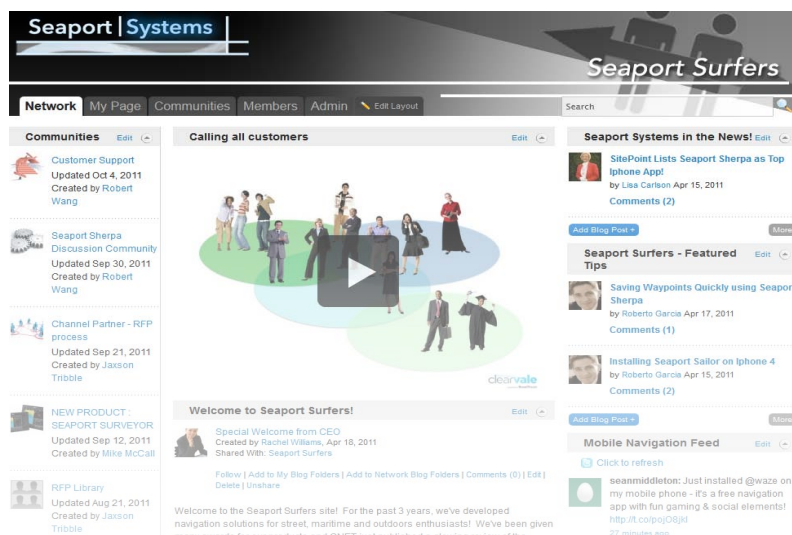 Seaport | Systems
Seaport Surfers
Network My Page Communities Members Admin Edit Layout
Search
Communities Edit
Customer Support
Updated Oct 4, 2011
Created by Robert
Wang
Seaport Sherpa
Discussion Community
Updated Sep 30, 2011
Created by Robert
Wang
Channel Partner - RFP
process
Updated Sep 21, 2011
Created by Jaxson
Tribble
NEW PRODUCT :
SEAPORT SURVEYOR
Updated Sep 12, 2011
Created by Mike McCall
RFP Library
Updated Aug 21, 2011
Created by Jaxson
Tribble
Calling all customers Edit
clearvale
Welcome to Seaport Surfers! Edit
Special Welcome from CEO
Created by Rachel Williams, Apr 18, 2011
Shared With: Seaport Surfers
Follow | Add to My Blog Folders | Add to Network Blog Folders | Comments (0) | Edit |
Delete | Unshare
Welcome to the Seaport Surfers site! For the past 3 years, we've developed
navigation solutions for street, maritime and outdoors enthusiasts! We've been given
Seaport Systems in the News! Edit
SitePoint Lists Seaport Sherpa as Top
Iphone App!
by Lisa Carlson Apr 15, 2011
Comments (2)
Add Blog Post + More
Seaport Surfers - Featured Edit
Tips
Saving Waypoints Quickly using Seapor
Sherpa
by Roberto Garcia Apr 17, 2011
Comments (1)
Installing Seaport Sailor on Iphone 4
by Roberto Garcia Apr 15, 2011
Comments (2)
Add Blog Post + More
Mobile Navigation Feed Edit
Click to refresh
seanmiddleton: Just installed @waze on
my mobile phone - it's a free navigation
app with fun gaming & social elements!
27 minutes ago